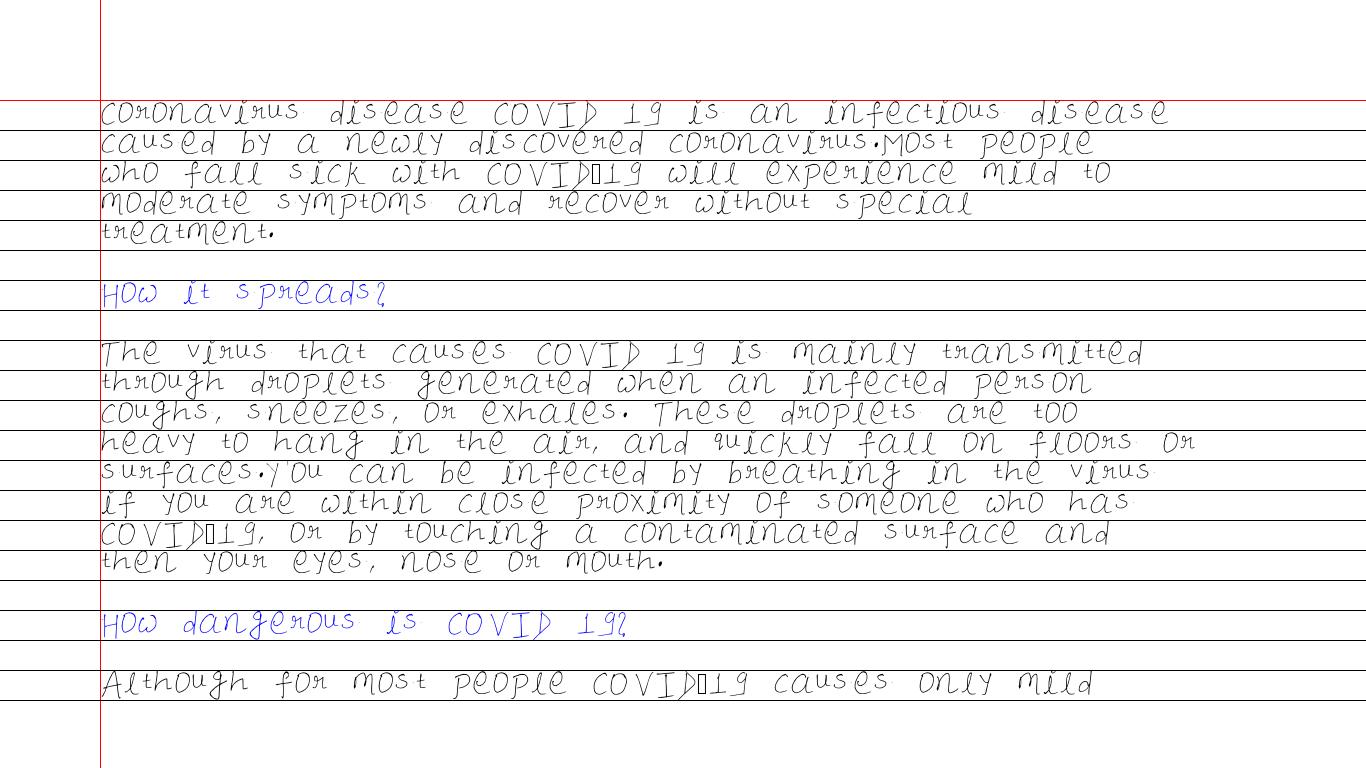 coronavirus disease COVID 19 is an infectious disease
caused by a newly discovered coronavirus.Most people
who fall sick with COVID▯19 will experience mild to
moderate symptoms and recover without special
treatment.
How it spreads?
The virus that causes COVID 19 is mainly transmitted
through droplets generated when an infected person
coughs, sneezes, or exhales. These droplets are too
heavy to hang in the air, and quickly fall on floors or
surfaces.You can be infected by breathing in the virus
if you are within close proximity of someone who has
COVID▯19, or by touching a contaminated surface and
then your eyes, nose or mouth.
How dangerous is COVID 19?
Although for most people COVID▯19 causes only mild